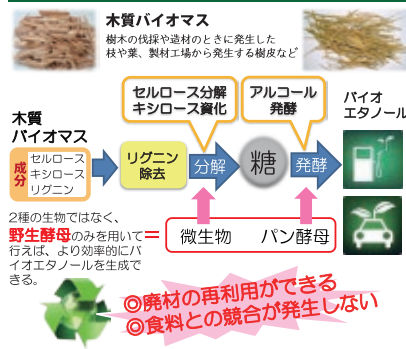 木質バイオマス
樹木の伐採や造材のときに発生した
枝や葉、製材工場から発生する樹皮など
セルロース分解
キシロース資化
アルコール
発酵
バイオ
エタノール
木質
バイオマス
成分
セルロース
キシロース
リグニン
リグニン
除去
分解
糖
発酵
2種の生物ではなく、
野生酵母のみを用いて
行えば、より効率的にバ
イオエタノールを生成で
きる。
=
微生物 パン酵母
◎廃材の再利用ができる
◎食料との競合が発生しない